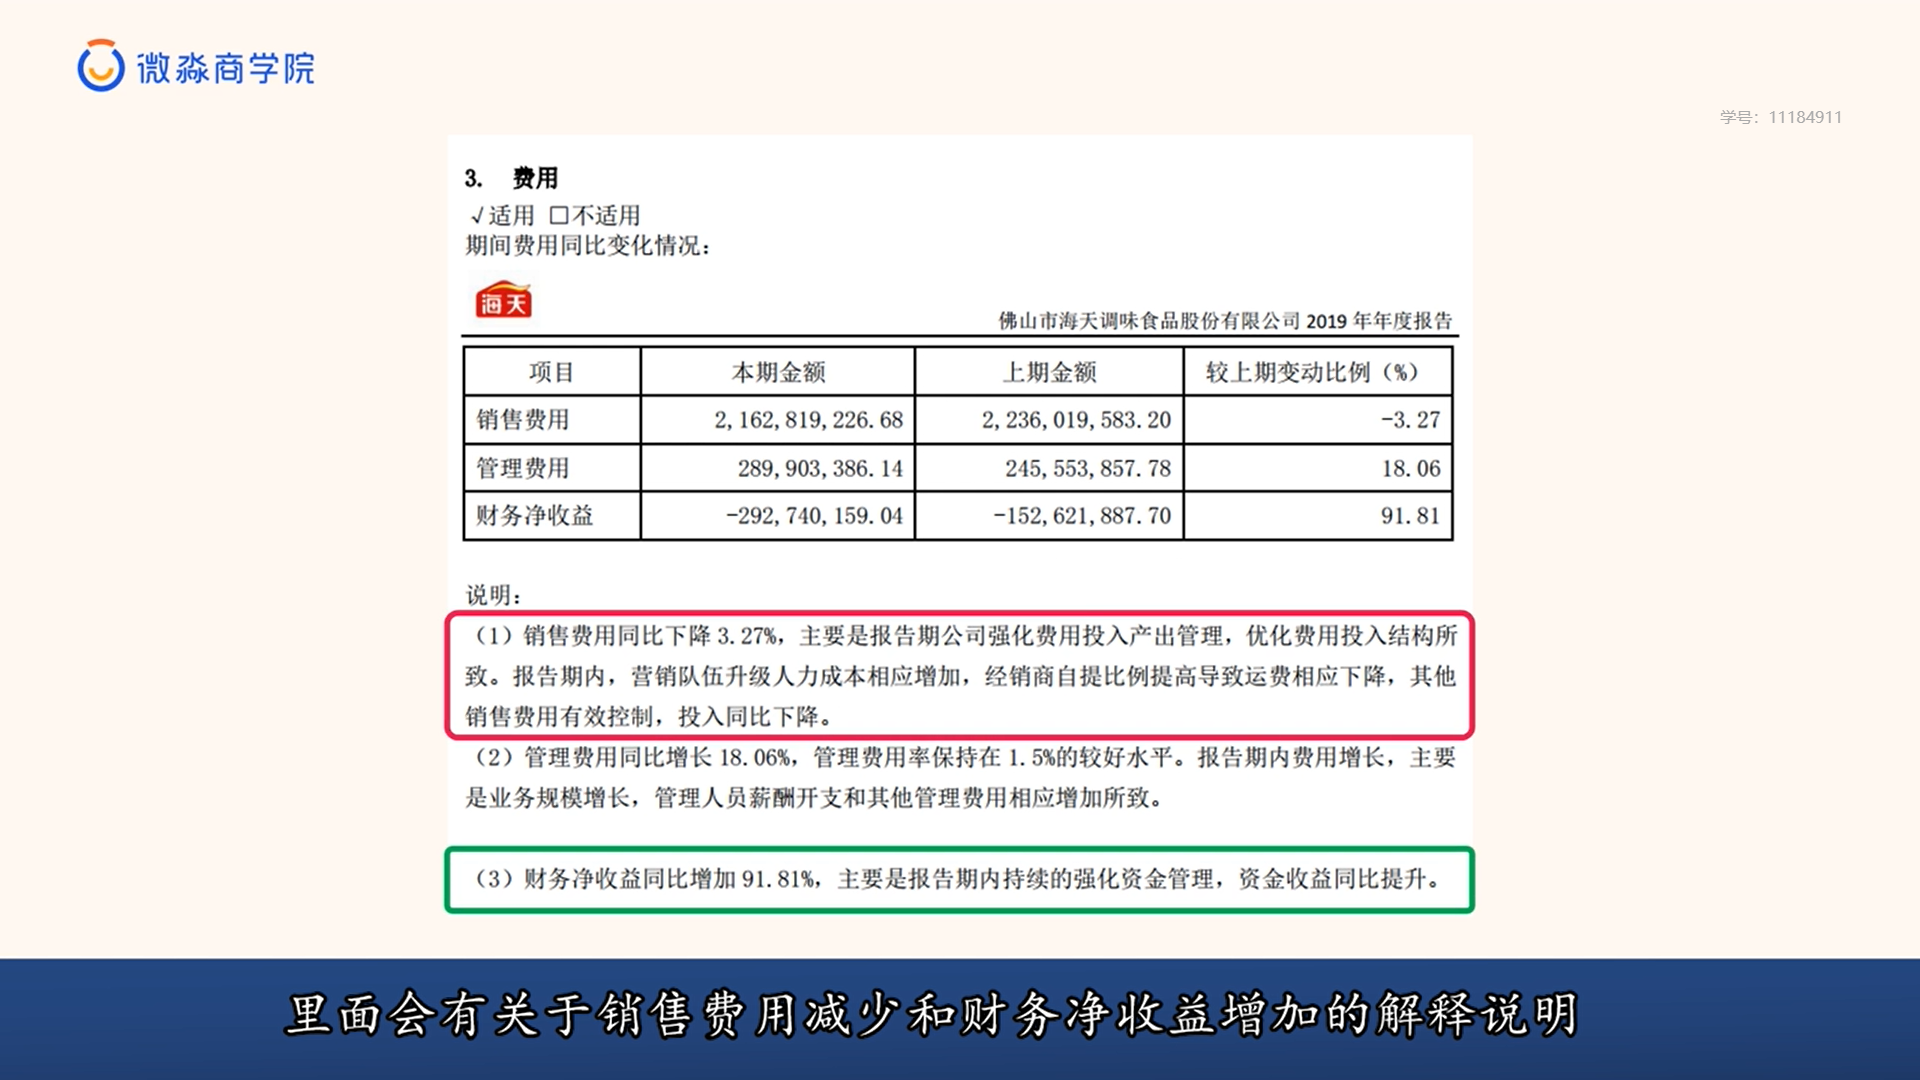 微淼商学院
学号：11184911
3. 费用
√适用 □不适用
期间费用同比变化情况：
海天
佛山市海天调味食品股份有限公司 2019 年年度报告
项目 本期金额 上期金额 较上期变动比例（%）
销售费用 2,162,819,226.68 2,236,019,583.20 -3.27
管理费用 289,903,386.14 245,553,857.78 18.06
财务净收益 -292,740,159.04 -152,621,887.70 91.81
说明：
（1）销售费用同比下降 3.27%，主要是报告期公司强化费用投入产出管理，优化费用投入结构所
致。报告期内，营销队伍升级人力成本相应增加，经销商自提比例提高导致运费相应下降，其他
销售费用有效控制，投入同比下降。
（2）管理费用同比增长 18.06%，管理费用率保持在 1.5%的较好水平。报告期内费用增长，主要
是业务规模增长，管理人员薪酬开支和其他管理费用相应增加所致。
（3）财务净收益同比增加 91.81%，主要是报告期内持续的强化资金管理，资金收益同比提升。
里面会有关于销售费用减少和财务净收益增加的解释说明